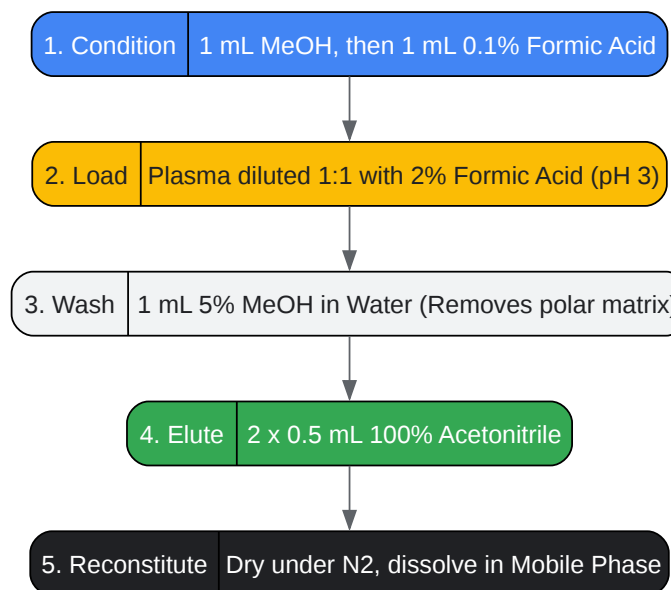 1. Condition 1 mL MeOH, then 1 mL 0.1% Formic Acid
2. Load Plasma diluted 1:1 with 2% Formic Acid (pH 3)
3. Wash 1 mL 5% MeOH in Water (Removes polar matrix)
4. Elute 2 x 0.5 mL 100% Acetonitrile
5. Reconstitute Dry under N2, dissolve in Mobile Phase